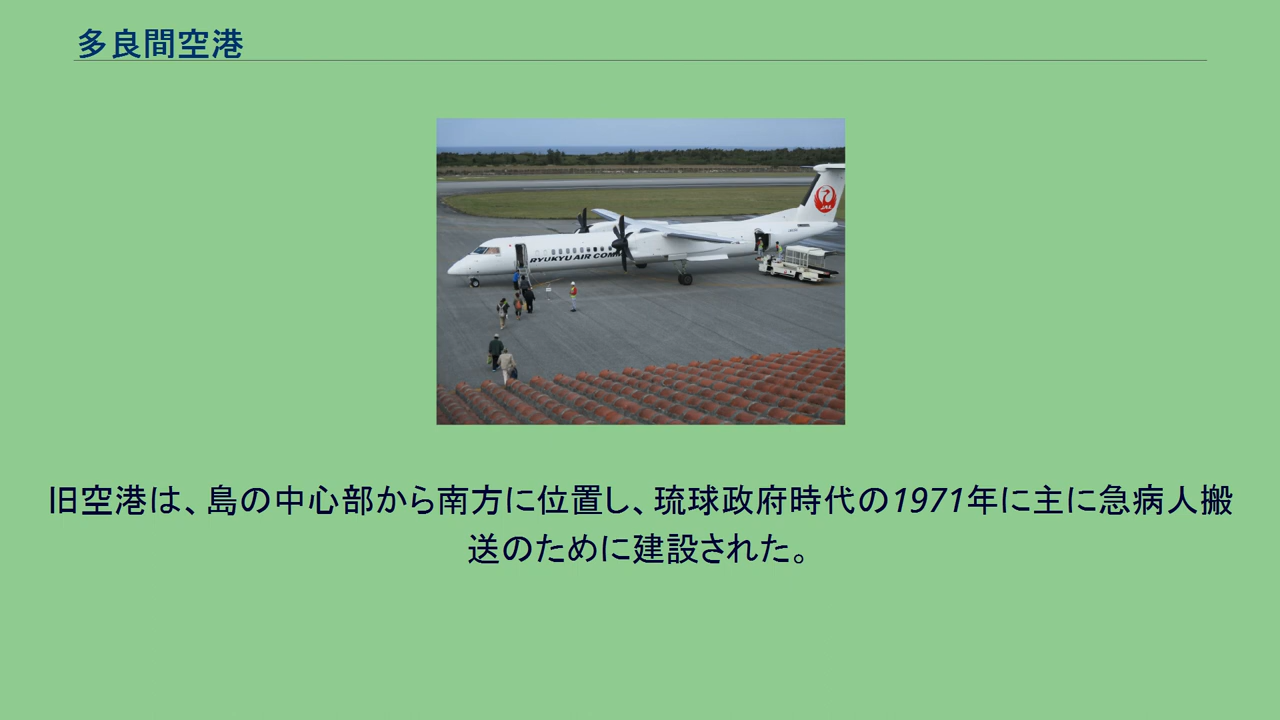 多良間空港
RYUKYU AIR COMM
JAL
旧空港は、島の中心部から南方に位置し、琉球政府時代の1971年に主に急病人搬
送のために建設された。